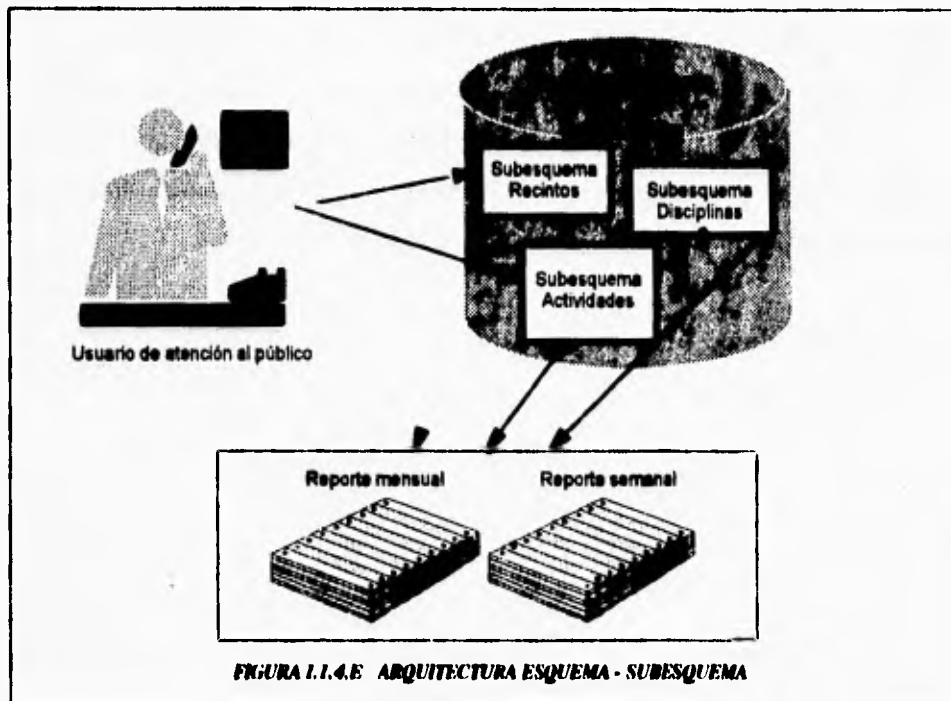 Subesquema
Recintos
Subesquema
Disciplinas
Subesquema
Actividades
Usuario de atención al público
Reporte mensual
Reporte semanal
FIGURA 1.1.4.E ARQUITECTURA ESQUEMA - SUBESQUEMA